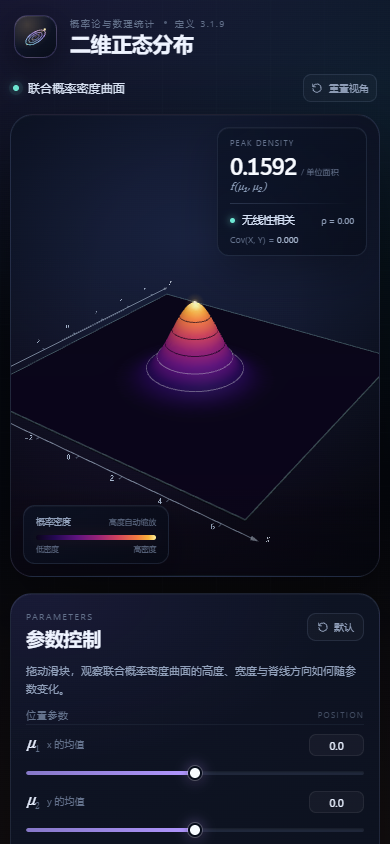 概率论与数理统计 • 定义 3.1.9
二维正态分布
联合概率密度曲面
重置视角
PEAK DENSITY
0.1592 / 单位面积
f(μ₁, μ₂)
无线性相关 ρ = 0.00
Cov(X, Y) = 0.000
-2
0
2
4
6
x
概率密度 高度自动缩放
低密度 高密度
PARAMETERS
参数控制
默认
拖动滑块，观察联合概率密度曲面的高度、宽度与脊线方向如何随参
数变化。
位置参数 POSITION
μ₁ x 的均值 0.0
μ₂ y 的均值 0.0